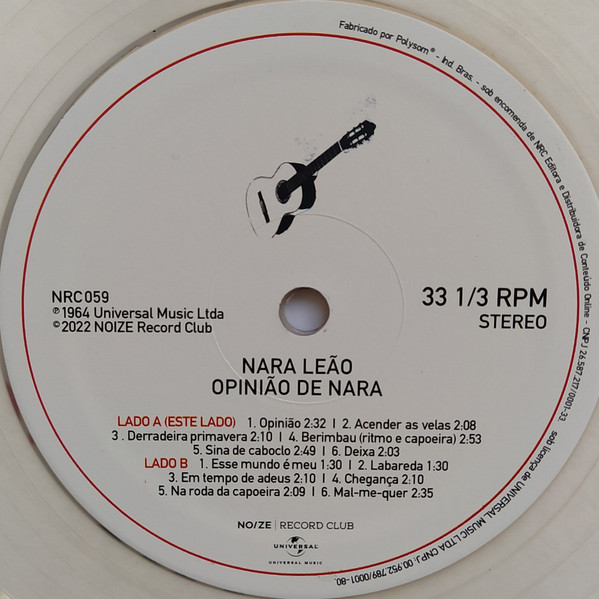 Fabricado por Polysom® - Ind. Bras. - sob encomenda de NRC Editora e Distribuidora de Conteúdo Online - CNPJ 26.587.217/0001-33. sob licença de UNIVERSAL MUSIC LTDA CNPJ. 00.952.789/0001-80.
NRC059
℗1964 Universal Music Ltda
©2022 NOIZE Record Club
33 1/3 RPM
STEREO
NARA LEÃO
OPINIÃO DE NARA
LADO A (ESTE LADO) 1. Opinião 2:32 I 2. Acender as velas 2:08
3 . Derradeira primavera 2:10 I 4. Berimbau (ritmo e capoeira) 2:53
5. Sina de caboclo 2:49 I 6. Deixa 2:03
LADO B 1. Esse mundo é meu 1:30 I 2. Labareda 1:30
3. Em tempo de adeus 2:10 I 4. Chegança 2:10
5. Na roda da capoeira 2:09 I 6. Mal-me-quer 2:35
NO/ZE | RECORD CLUB
UNIVERSAL
UNIVERSAL MUSIC